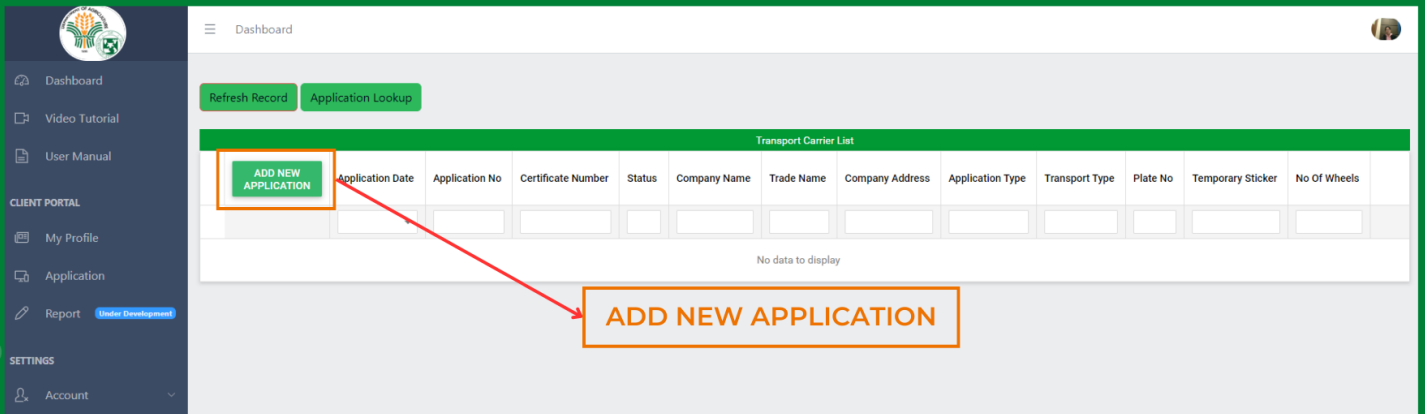 Dashboard
Dashboard
Video Tutorial
User Manual
CLIENT PORTAL
My Profile
Application
Report Under Development
SETTINGS
Account
Refresh Record Application Lookup
Transport Carrier List
ADD NEW
APPLICATION
Application Date Application No Certificate Number Status Company Name Trade Name Company Address Application Type Transport Type Plate No Temporary Sticker No Of Wheels
No data to display
ADD NEW APPLICATION